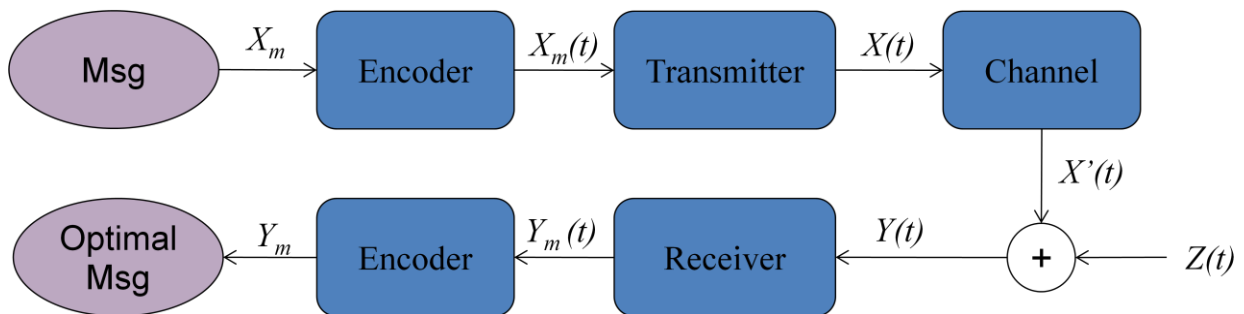 Msg
X_m
Encoder
X_m(t)
Transmitter
X(t)
Channel
X’(t)
Optimal
Msg
Y_m
Encoder
Y_m(t)
Receiver
Y(t)
+
Z(t)